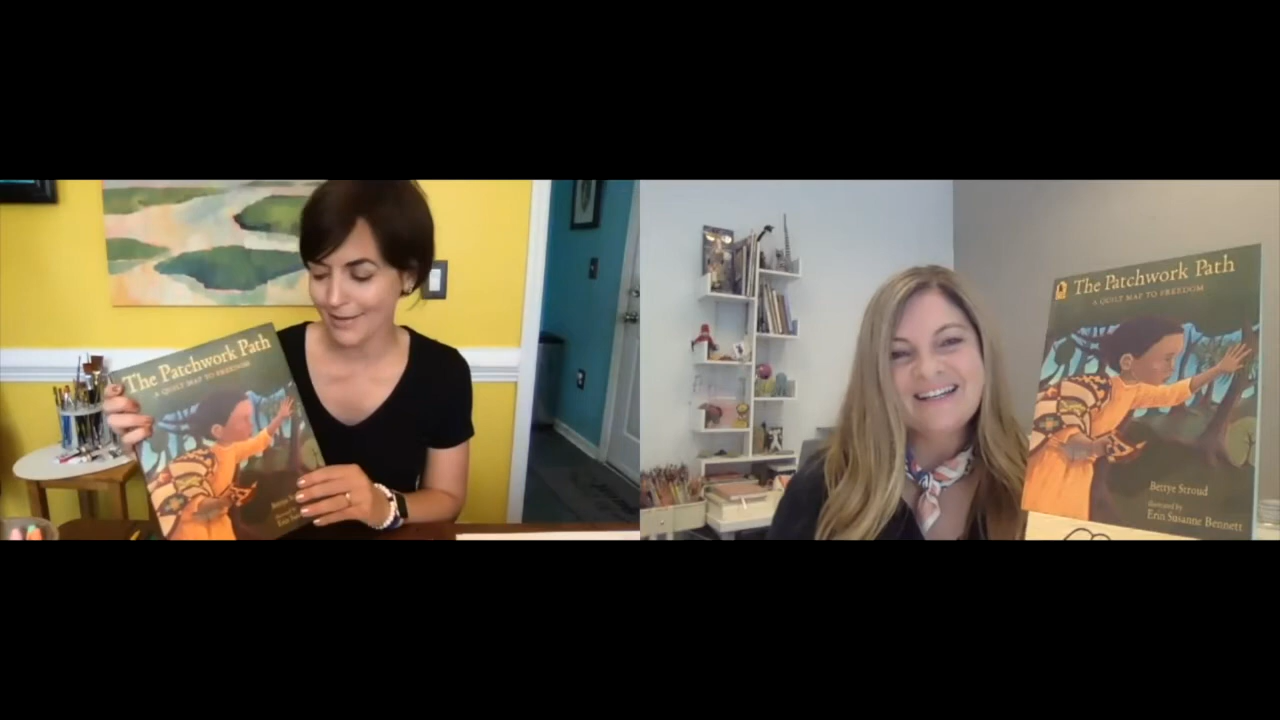 The Patchwork Path
A QUILT MAP TO FREEDOM
The Patchwork Path
A QUILT MAP TO FREEDOM
Bettye Stroud
illustrated by
Erin Susanne Bennett